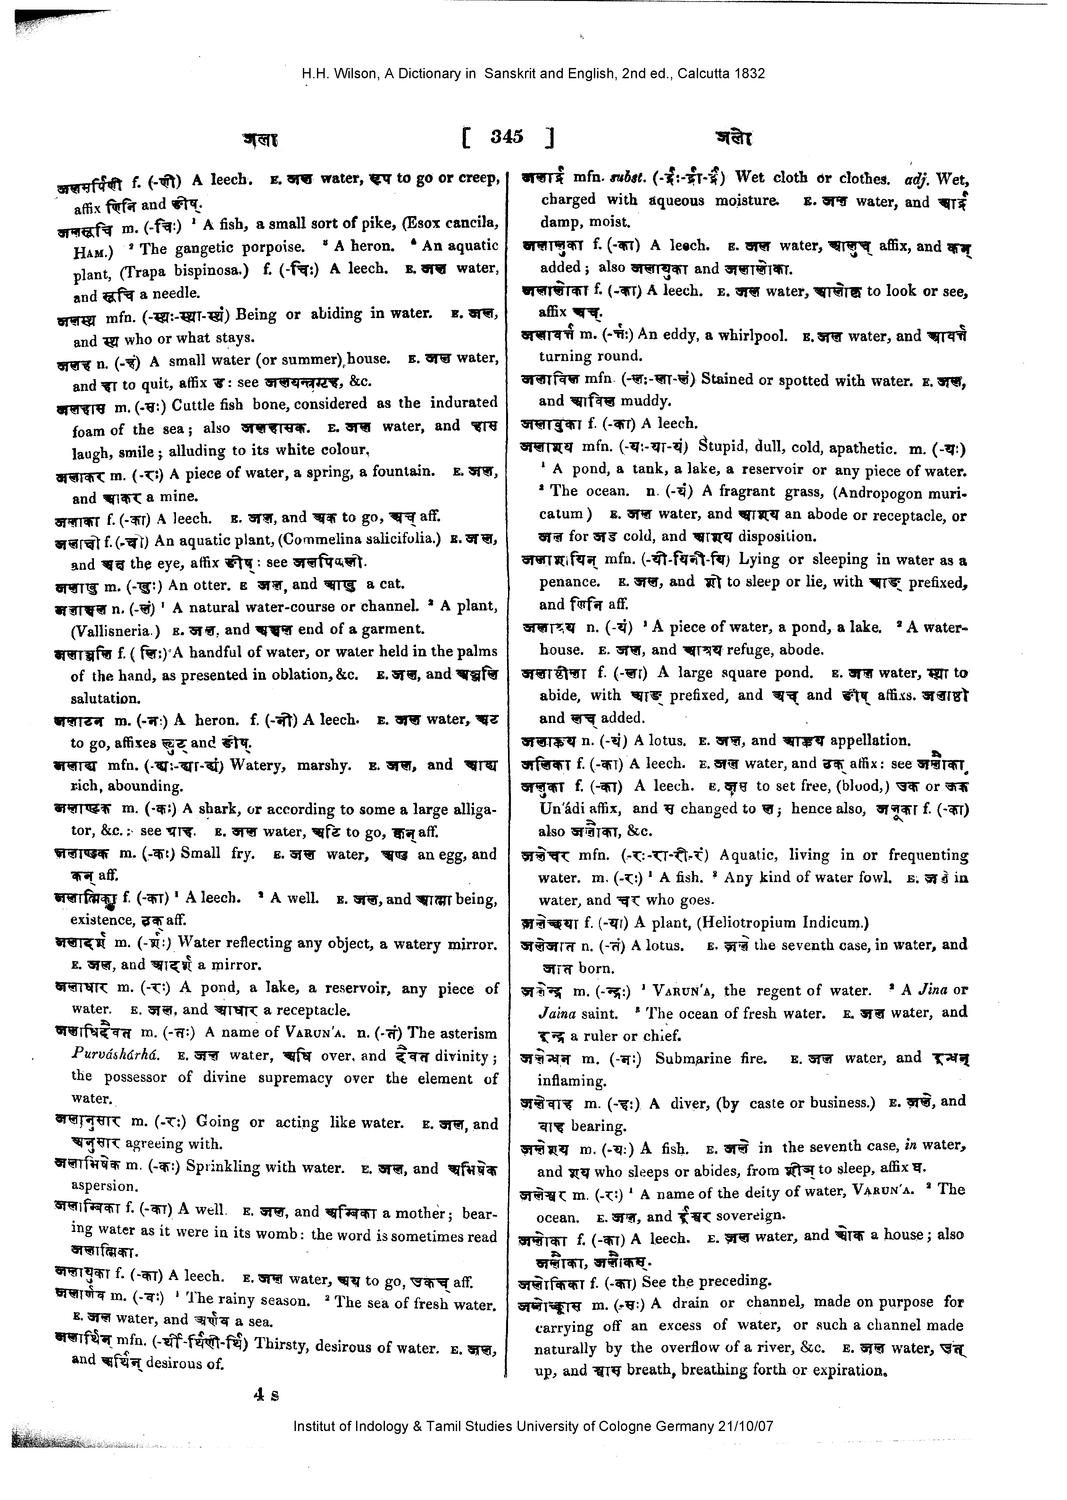 H.H. Wilson, A Dictionary in Sanskrit and English, 2nd ed., Calcutta 1832
जला [ 345 ] जलो
जलसर्पिणी f. (-णी) A leech. E. जल water, सृप to go or creep,
affix णिनि and ङीष्.
जलसूचि m. (-चिः) ¹ A fish, a small sort of pike, (Esox cancila,
HAM.) ² The gangetic porpoise. ³ A heron. ⁴ An aquatic
plant, (Trapa bispinosa.) f. (-चिः) A leech. E. जल water,
and सूचि a needle.
जलस्थ mfn. (-स्थः-स्था-स्थं) Being or abiding in water. E. जल,
and स्थ who or what stays.
जलह n. (-हं) A small water (or summer) house. E. जल water,
and हा to quit, affix ड: see जलयन्त्रगृह, &c.
जलहास m. (-सः) Cuttle fish bone, considered as the indurated
foam of the sea; also जलहासक. E. जल water, and हास
laugh, smile; alluding to its white colour.
जलाकर m. (-रः) A piece of water, a spring, a fountain. E. जल,
and आकर a mine.
जलाका f. (-का) A leech. E. जल, and अक to go, अच् aff.
जलाची f. (-ची) An aquatic plant, (Commelina salicifolia.) E. जल,
and अच the eye, affix ङीष्: see जलपिप्पली.
जलाखु m. (-खुः) An otter. E जल, and आखु a cat.
जलाञ्चल n. (-लं) ¹ A natural water-course or channel. ² A plant,
(Vallisneria.) E. जल, and अञ्चल end of a garment.
जलाञ्जलि f. (लिः) A handful of water, or water held in the palms
of the hand, as presented in oblation, &c. E. जल, and अञ्जलि
salutation.
जलाटन m. (-नः) A heron. f. (-नी) A leech. E. जल water, अट
to go, affixes ल्युट् and ङीष्.
जलाढ्य mfn. (-ढ्यः-ढ्या-ढ्यं) Watery, marshy. E. जल, and आढ्य
rich, abounding.
जलाण्टक m. (-कः) A shark, or according to some a large alliga-
tor, &c.: see याद. E. जल water, अटि to go, कन् aff.
जलाण्डक m. (-कः) Small fry. E. जल water, अण्ड an egg, and
कन् aff.
जलात्मिका f. (-का) ¹ A leech. ² A well. E. जल, and आत्मा being,
existence, ढक् aff.
जलादर्श m. (-र्शः) Water reflecting any object, a watery mirror.
E. जल, and आदर्श a mirror.
जलाधार m. (-रः) A pond, a lake, a reservoir, any piece of
water. E. जल, and आधार a receptacle.
जलाधिदैवत m. (-तः) A name of VARUN'A. n. (-तं) The asterism
Purváshárhá. E. जल water, अधि over, and दैवत divinity;
the possessor of divine supremacy over the element of
water.
जलानुसार m. (-रः) Going or acting like water. E. जल, and
अनुसार agreeing with.
जलाभिषेक m. (-कः) Sprinkling with water. E. जल, and अभिषेक
aspersion.
जलाम्बिका f. (-का) A well. E. जल, and अम्बिका a mother; bear-
ing water as it were in its womb: the word is sometimes read
जलात्मिका.
जलायुका f. (-का) A leech. E. जल water, अय to go, उकच् aff.
जलार्णव m. (-वः) ¹ The rainy season. ² The sea of fresh water.
E. जल water, and अर्णव a sea.
जलार्थिन् mfn. (-र्थी-र्थिणी-र्थि) Thirsty, desirous of water. E. जल,
and अर्थिन् desirous of.
4 s
जलार्द्र mfn. subst. (-र्द्रः-र्द्रा-र्द्रं) Wet cloth or clothes. adj. Wet,
charged with aqueous moisture. E. जल water, and आर्द्र
damp, moist.
जलालुका f. (-का) A leech. E. जल water, आलुच् affix, and कन्
added; also जलायुका and जलालोका.
जलालोका f. (-का) A leech. E. जल water, आलोक to look or see,
affix अच्.
जलावर्त्त m. (-र्त्तः) An eddy, a whirlpool. E. जल water, and आवर्त्त
turning round.
जलाविल mfn. (-लः-ला-लं) Stained or spotted with water. E. जल,
and आविल muddy.
जलावुका f. (-का) A leech.
जलाशय mfn. (-यः-या-यं) Stupid, dull, cold, apathetic. m. (-यः)
¹ A pond, a tank, a lake, a reservoir or any piece of water.
² The ocean. n. (-यं) A fragrant grass, (Andropogon muri-
catum) E. जल water, and आशय an abode or receptacle, or
जल for जड cold, and आशय disposition.
जलाशायिन् mfn. (-यी-यिनी-यि) Lying or sleeping in water as a
penance. E. जल, and शी to sleep or lie, with आङ् prefixed,
and णिनि aff.
जलाश्रय n. (-यं) ¹ A piece of water, a pond, a lake. ² A water-
house. E. जल, and आश्रय refuge, abode.
जलाष्ठीला f. (-ला) A large square pond. E. जल water, स्था to
abide, with आङ् prefixed, and अच् and ङीष् affixs. जलाष्ठी
and लच् added.
जलाह्वय n. (-यं) A lotus. E. जल, and आह्वय appellation.
जलिका f. (-का) A leech. E. जल water, and ढक् affix: see जलौका.
जलुका f. (-का) A leech. E. जस to set free, (blood,) उक or ऊक
Un'ádi affix, and स changed to ल; hence also, जलूका f. (-का)
also जलौका, &c.
जलेचर mfn. (-रः-रा-री-रं) Aquatic, living in or frequenting
water. m. (-रः) ¹ A fish. ² Any kind of water fowl. E. जले in
water, and चर who goes.
जलेच्छया f. (-या) A plant, (Heliotropium Indicum.)
जलेजात n. (-तं) A lotus. E. जले the seventh case, in water, and
जात born.
जलेन्द्र m. (-न्द्रः) ¹ VARUN'A, the regent of water. ² A Jina or
Jaina saint. ³ The ocean of fresh water. E. जल water, and
इन्द्र a ruler or chief.
जलेन्धन m. (-नः) Submarine fire. E. जल water, and इन्धन्
inflaming.
जलेवाह m. (-हः) A diver, (by caste or business.) E. जले, and
वाह bearing.
जलेशय m. (-यः) A fish. E. जले in the seventh case, in water,
and शय who sleeps or abides, from शीञ् to sleep, affix घ.
जलेश्वर m. (-रः) ¹ A name of the deity of water, VARUN'A. ² The
ocean. E. जल, and ईश्वर sovereign.
जलोका f. (-का) A leech. E. जल water, and ओक a house; also
जलौका, जलौकस्.
जलोकिका f. (-का) See the preceding.
जलोच्छ्वास m. (-सः) A drain or channel, made on purpose for
carrying off an excess of water, or such a channel made
naturally by the overflow of a river, &c. E. जल water, उत्
up, and श्वास breath, breathing forth or expiration.
Institut of Indology & Tamil Studies University of Cologne Germany 21/10/07